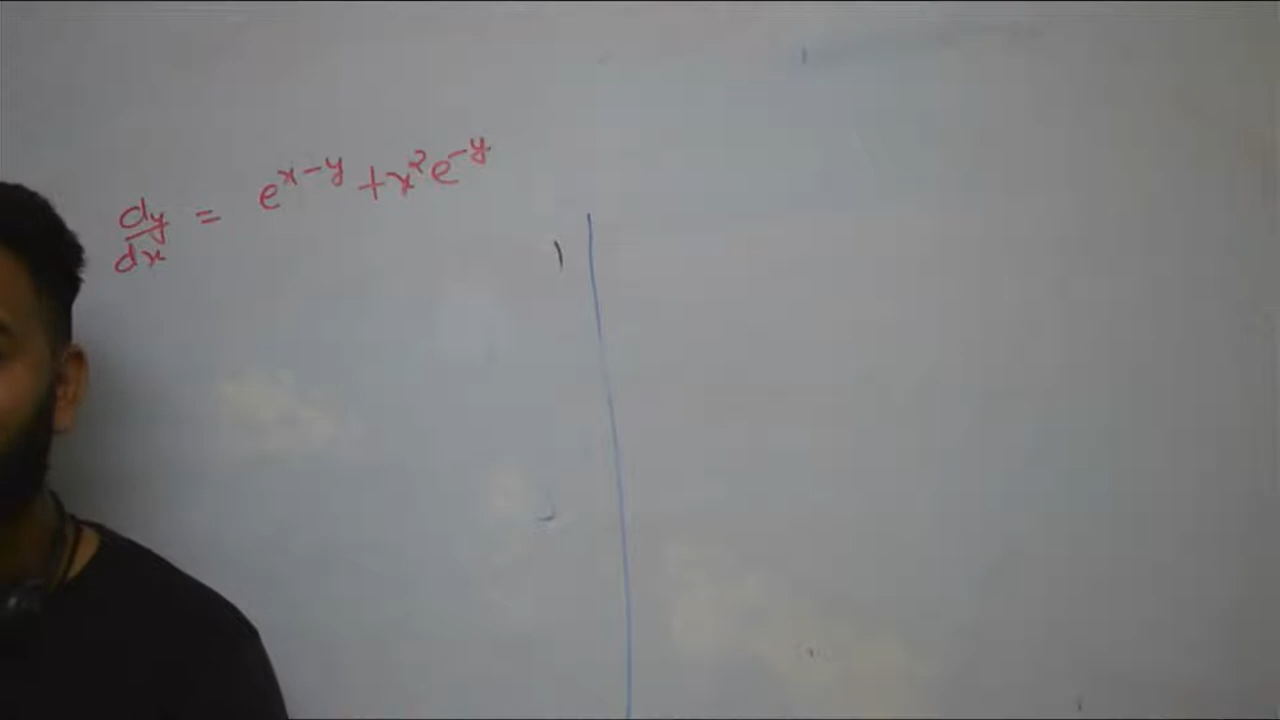 dy/dx = e^{x-y} + x^2 e^{-y}